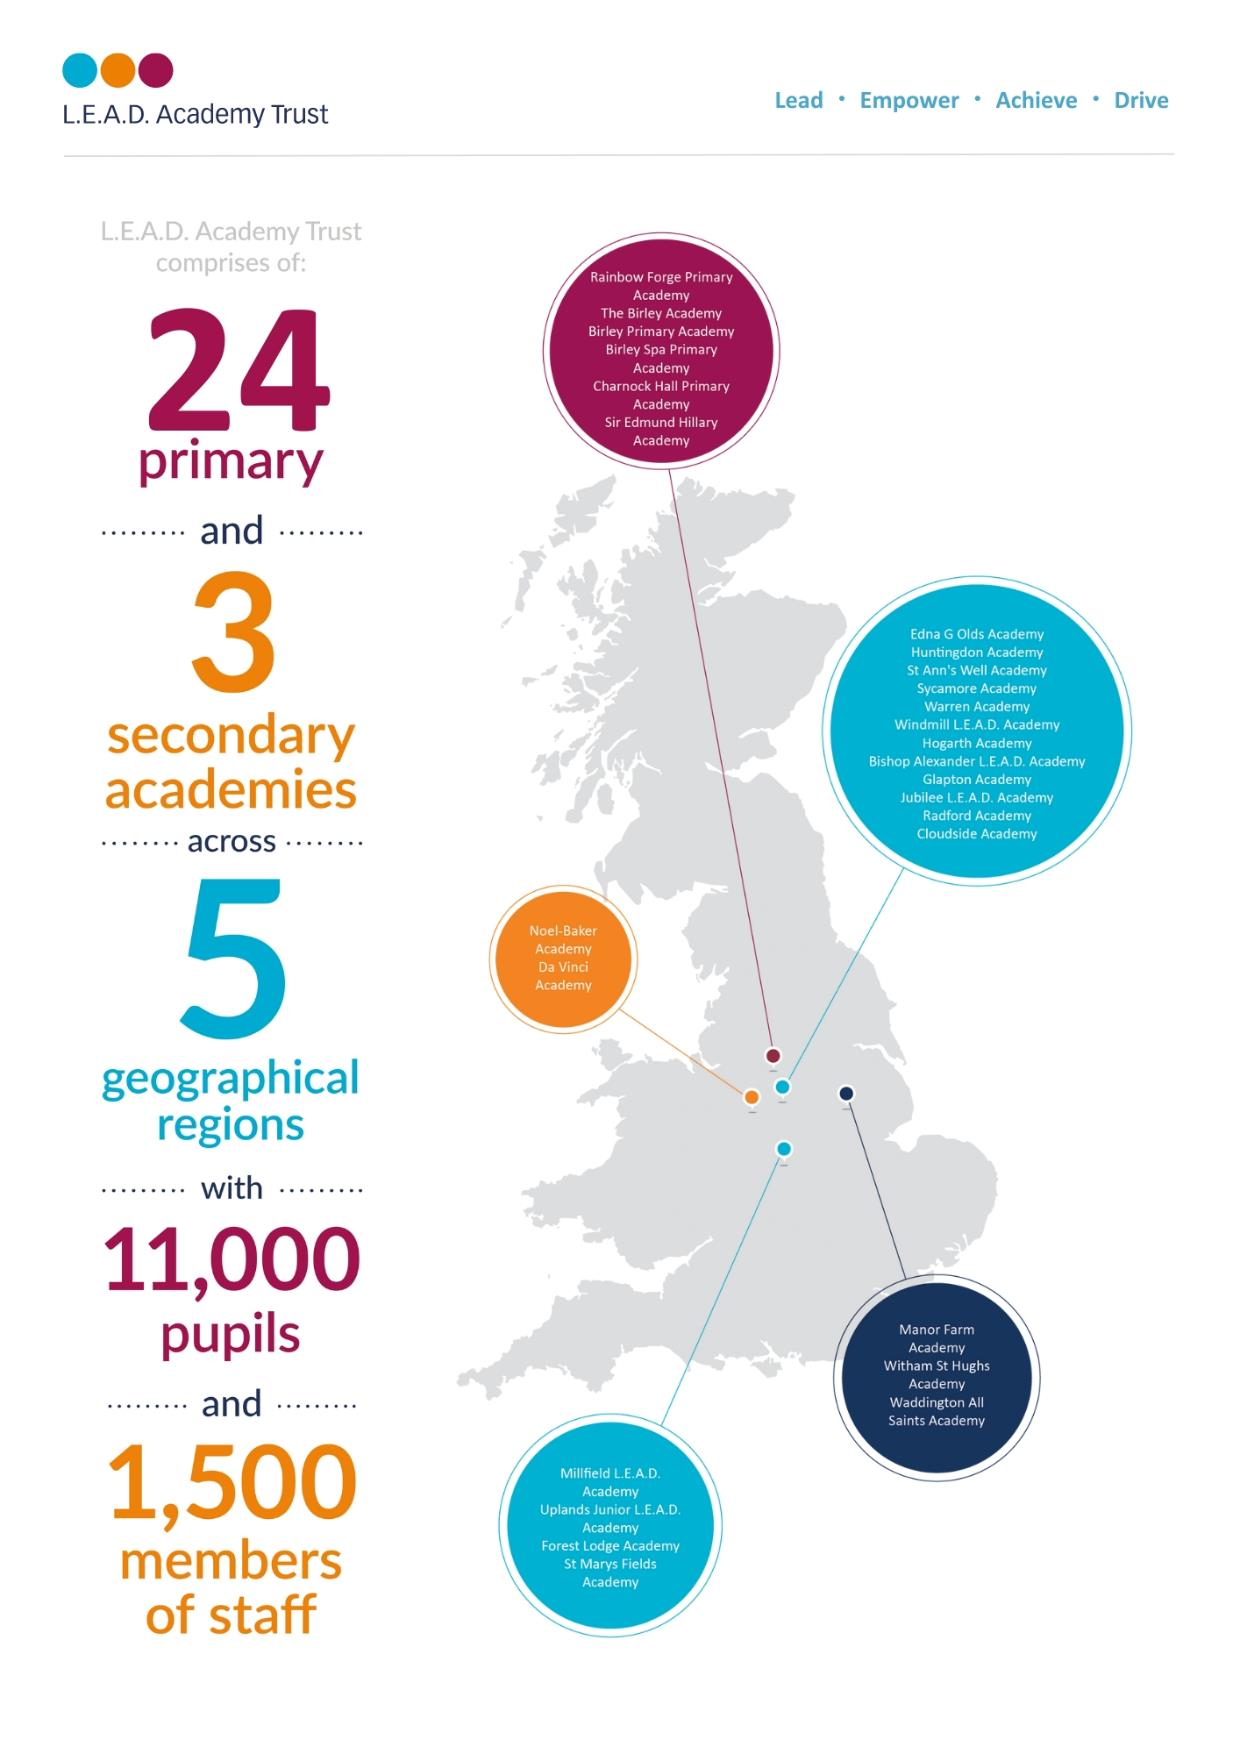 L.E.A.D. Academy Trust
Lead • Empower • Achieve • Drive
L.E.A.D. Academy Trust
comprises of:
24
primary
......... and .........
3
secondary
academies
........ across ........
5
geographical
regions
......... with .........
11,000
pupils
......... and .........
1,500
members
of staff
Rainbow Forge Primary
Academy
The Birley Academy
Birley Primary Academy
Birley Spa Primary
Academy
Charnock Hall Primary
Academy
Sir Edmund Hillary
Academy
Edna G Olds Academy
Huntingdon Academy
St Ann's Well Academy
Sycamore Academy
Warren Academy
Windmill L.E.A.D. Academy
Hogarth Academy
Bishop Alexander L.E.A.D. Academy
Glapton Academy
Jubilee L.E.A.D. Academy
Radford Academy
Cloudside Academy
Noel-Baker
Academy
Da Vinci
Academy
Manor Farm
Academy
Witham St Hughs
Academy
Waddington All
Saints Academy
Millfield L.E.A.D.
Academy
Uplands Junior L.E.A.D.
Academy
Forest Lodge Academy
St Marys Fields
Academy